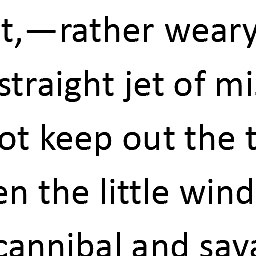 t,—rather weary
straight jet of mi
ot keep out the t
en the little wind
cannibal and sava